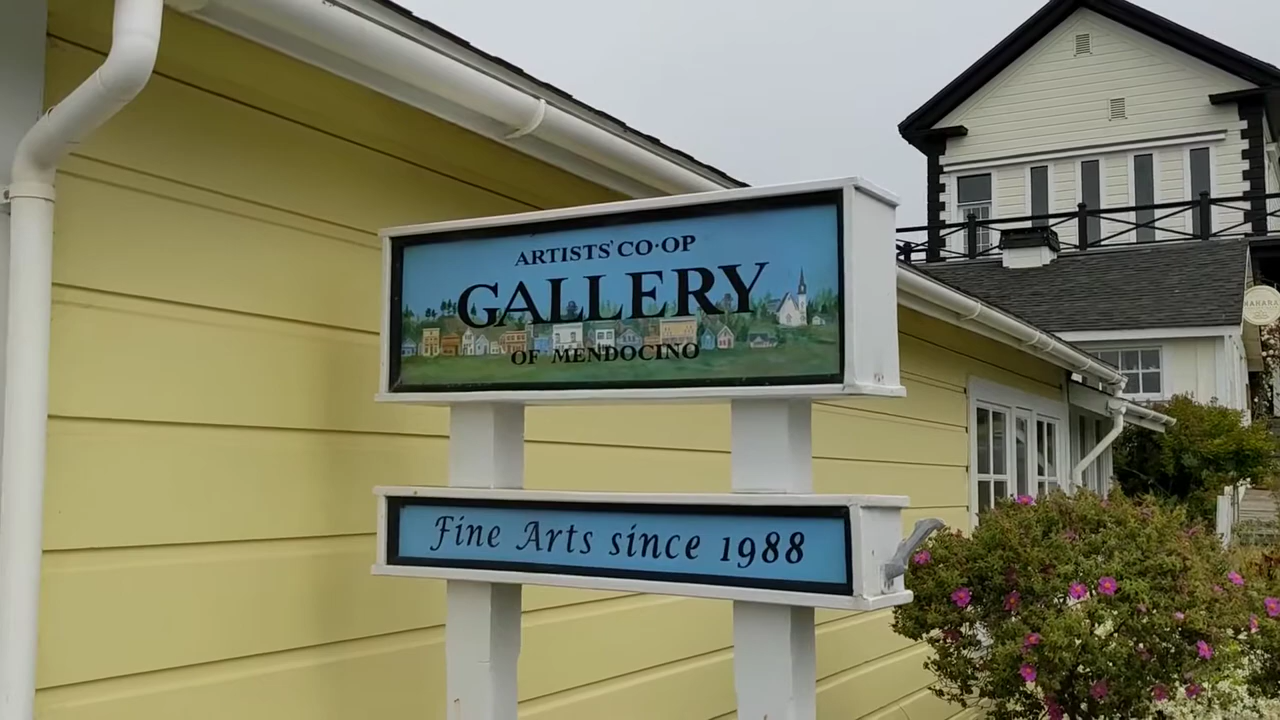 ARTISTS' CO·OP
GALLERY
OF MENDOCINO
Fine Arts since 1988